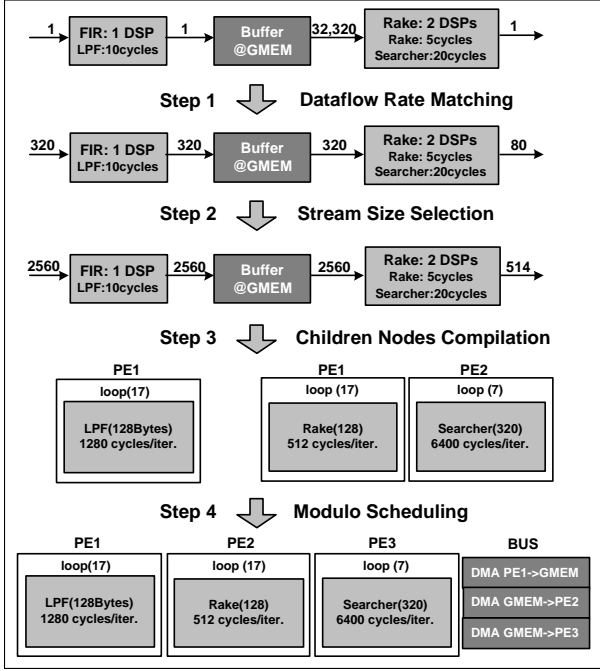 1
FIR: 1 DSP
LPF:10cycles
1
Buffer
@GMEM
32,320
Rake: 2 DSPs
Rake: 5cycles
Searcher:20cycles
1
Step 1
Dataflow Rate Matching
320
FIR: 1 DSP
LPF:10cycles
320
Buffer
@GMEM
320
Rake: 2 DSPs
Rake: 5cycles
Searcher:20cycles
80
Step 2
Stream Size Selection
2560
FIR: 1 DSP
LPF:10cycles
2560
Buffer
@GMEM
2560
Rake: 2 DSPs
Rake: 5cycles
Searcher:20cycles
514
Step 3
Children Nodes Compilation
PE1
loop(17)
LPF(128Bytes)
1280 cycles/iter.
PE1
loop (17)
Rake(128)
512 cycles/iter.
PE2
loop (7)
Searcher(320)
6400 cycles/iter.
Step 4
Modulo Scheduling
PE1
loop(17)
LPF(128Bytes)
1280 cycles/iter.
PE2
loop (17)
Rake(128)
512 cycles/iter.
PE3
loop (7)
Searcher(320)
6400 cycles/iter.
BUS
DMA PE1->GMEM
DMA GMEM->PE2
DMA GMEM->PE3